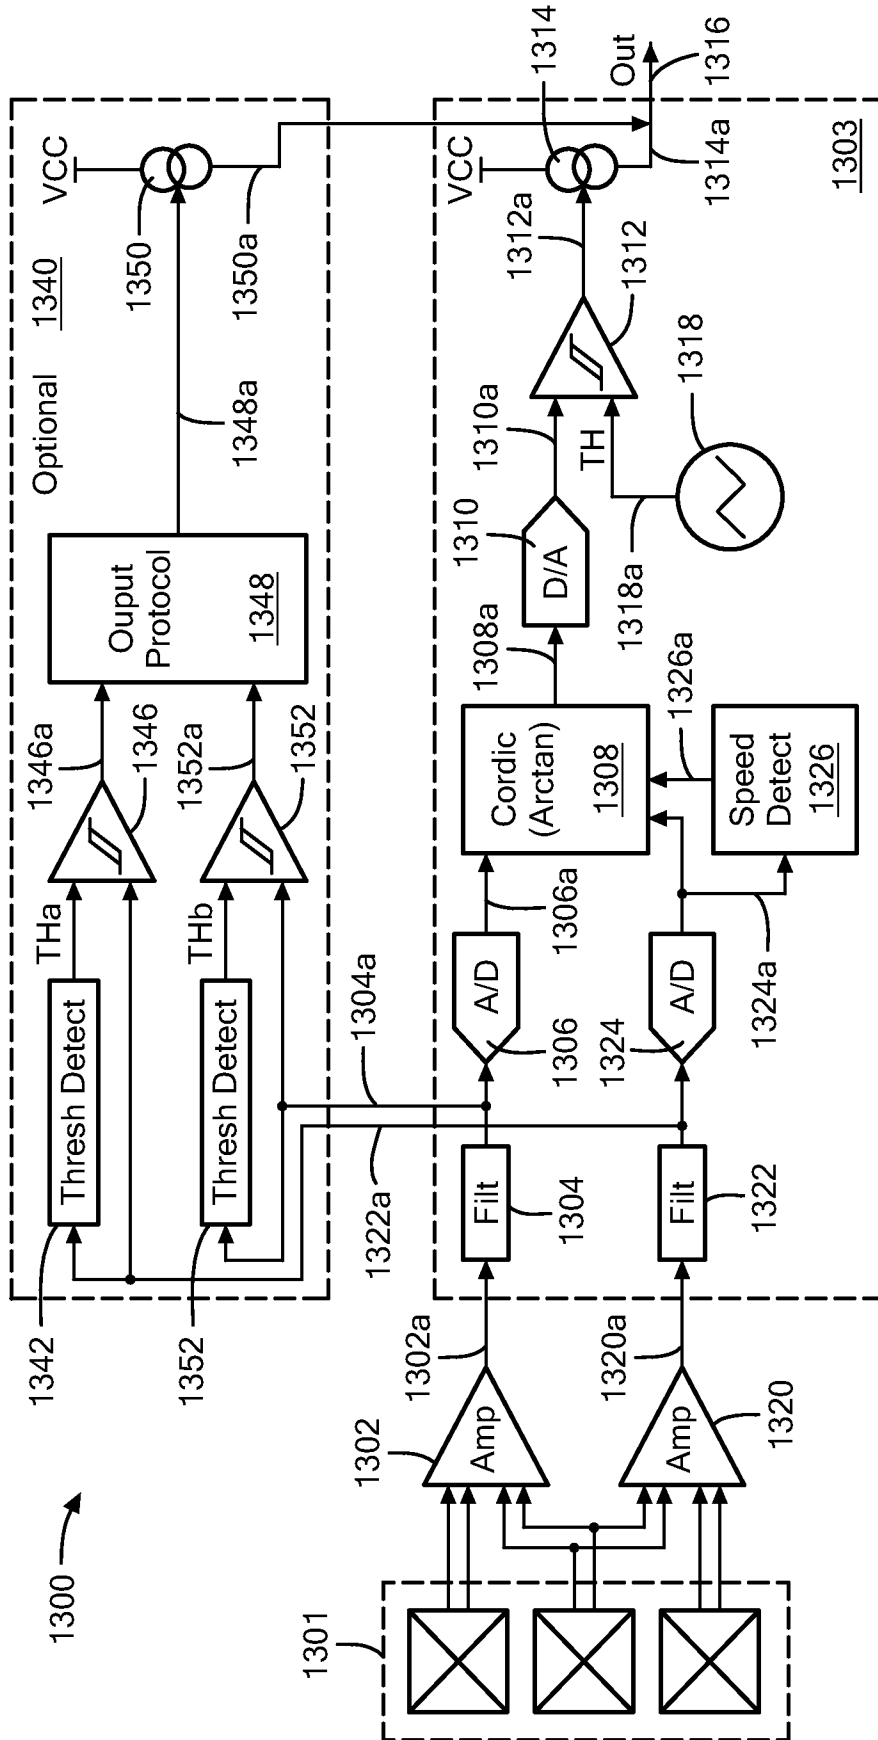 1300
1301
1302
Amp
1302a
1320
Amp
1320a
1342
Thresh Detect
THa
1346a
1346
1352
Thresh Detect
THb
1352a
1352
Ouput
Protocol
1348
1348a
Optional
1340
VCC
1350
1350a
1322a
1304a
Filt
1304
A/D
1306
1306a
Cordic
(Arctan)
1308
1308a
D/A
1310
1310a
TH
1318a
1318
1312
1312a
VCC
1314
1314a
Out
1316
Filt
1322
A/D
1324
1324a
Speed
Detect
1326
1326a
1303